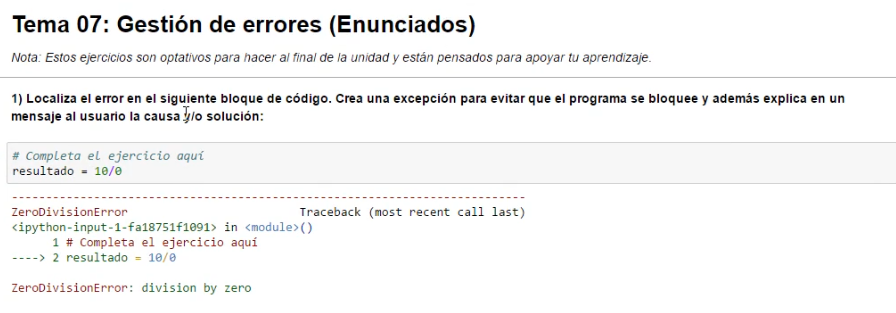 Tema 07: Gestión de errores (Enunciados)
Nota: Estos ejercicios son optativos para hacer al final de la unidad y están pensados para apoyar tu aprendizaje.
1) Localiza el error en el siguiente bloque de código. Crea una excepción para evitar que el programa se bloquee y además explica en un
mensaje al usuario la causa y/o solución:
# Completa el ejercicio aquí
resultado = 10/0
---------------------------------------------------------------------------
ZeroDivisionError                         Traceback (most recent call last)
<ipython-input-1-fa18751f1091> in <module>()
      1 # Completa el ejercicio aquí
----> 2 resultado = 10/0
ZeroDivisionError: division by zero